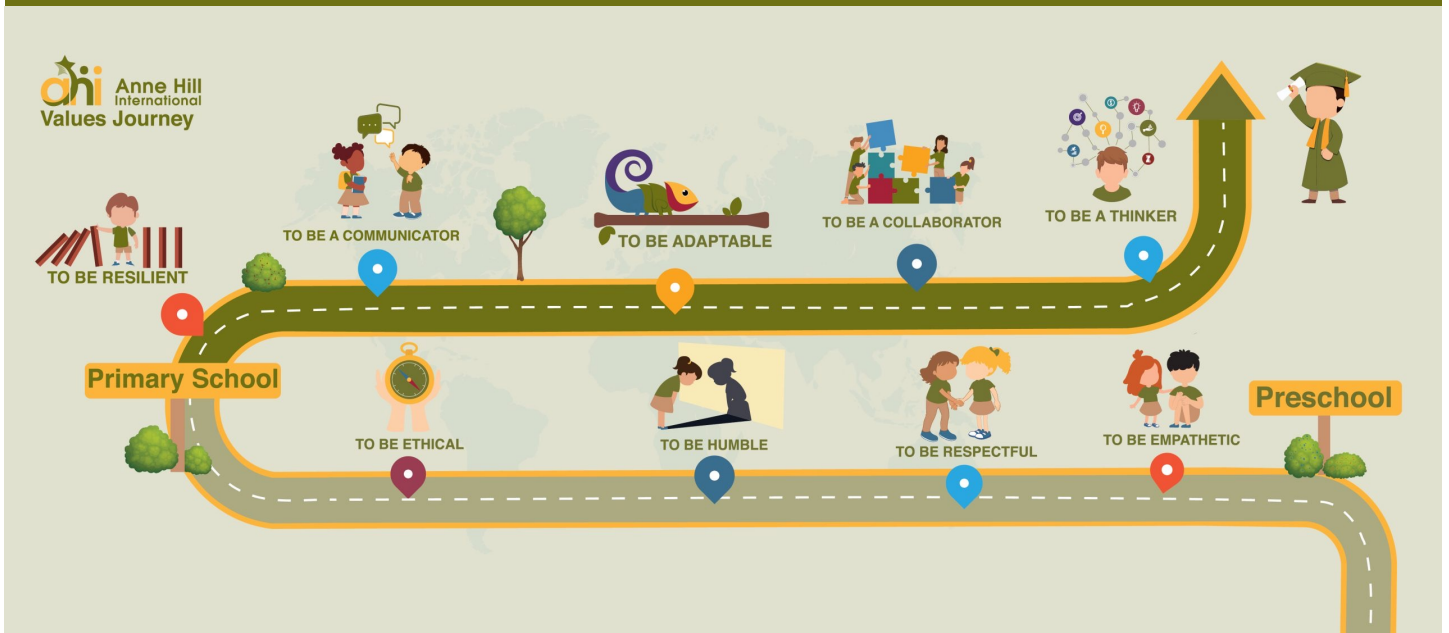 ahi Anne Hill
International
Values Journey
TO BE RESILIENT
TO BE A COMMUNICATOR
TO BE ADAPTABLE
TO BE A COLLABORATOR
TO BE A THINKER
Primary School
TO BE ETHICAL
TO BE HUMBLE
TO BE RESPECTFUL
TO BE EMPATHETIC
Preschool